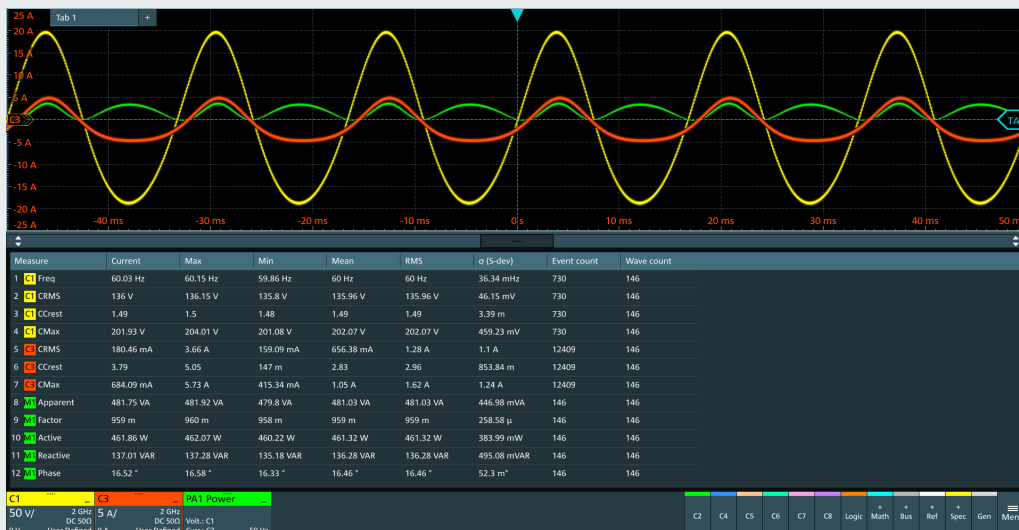 25 A
Tab 1 +
20 A
15 A
10 A
5 A
C3
TA
-5 A
-10 A
-15 A
-20 A
-25 A
-40 ms -30 ms -20 ms -10 ms 0 s 10 ms 20 ms 30 ms 40 ms 50 m
Measure Current Max Min Mean RMS σ (S-dev) Event count Wave count
1 C1 Freq 60.03 Hz 60.15 Hz 59.86 Hz 60 Hz 60 Hz 36.34 mHz 730 146
2 C1 CRMS 136 V 136.15 V 135.8 V 135.96 V 135.96 V 46.15 mV 730 146
3 C1 CCrest 1.49 1.5 1.48 1.49 1.49 3.39 m 730 146
4 C1 CMax 201.93 V 204.01 V 201.08 V 202.07 V 202.07 V 459.23 mV 730 146
5 C3 CRMS 180.46 mA 3.66 A 159.09 mA 656.38 mA 1.28 A 1.1 A 12409 146
6 C3 CCrest 3.79 5.05 147 m 2.83 2.96 853.84 m 12409 146
7 C3 CMax 684.09 mA 5.73 A 415.34 mA 1.05 A 1.62 A 1.24 A 12409 146
8 M1 Apparent 481.75 VA 481.92 VA 479.8 VA 481.03 VA 481.03 VA 446.98 mVA 146 146
9 M1 Factor 959 m 960 m 958 m 959 m 959 m 258.58 µ 146 146
10 M1 Active 461.86 W 462.07 W 460.22 W 461.32 W 461.32 W 383.99 mW 146 146
11 M1 Reactive 137.01 VAR 137.28 VAR 135.18 VAR 136.28 VAR 136.28 VAR 495.08 mVAR 146 146
12 M1 Phase 16.52 ° 16.58 ° 16.33 ° 16.46 ° 16.46 ° 52.3 m° 146 146
C1 C3 PA1 Power
50 V/ 2 GHz 5 A/ 2 GHz
DC 50Ω DC 50Ω Volt.: C1
C2 C4 C5 C6 C7 C8 Logic + Math + Bus + Ref + Spec Gen Men